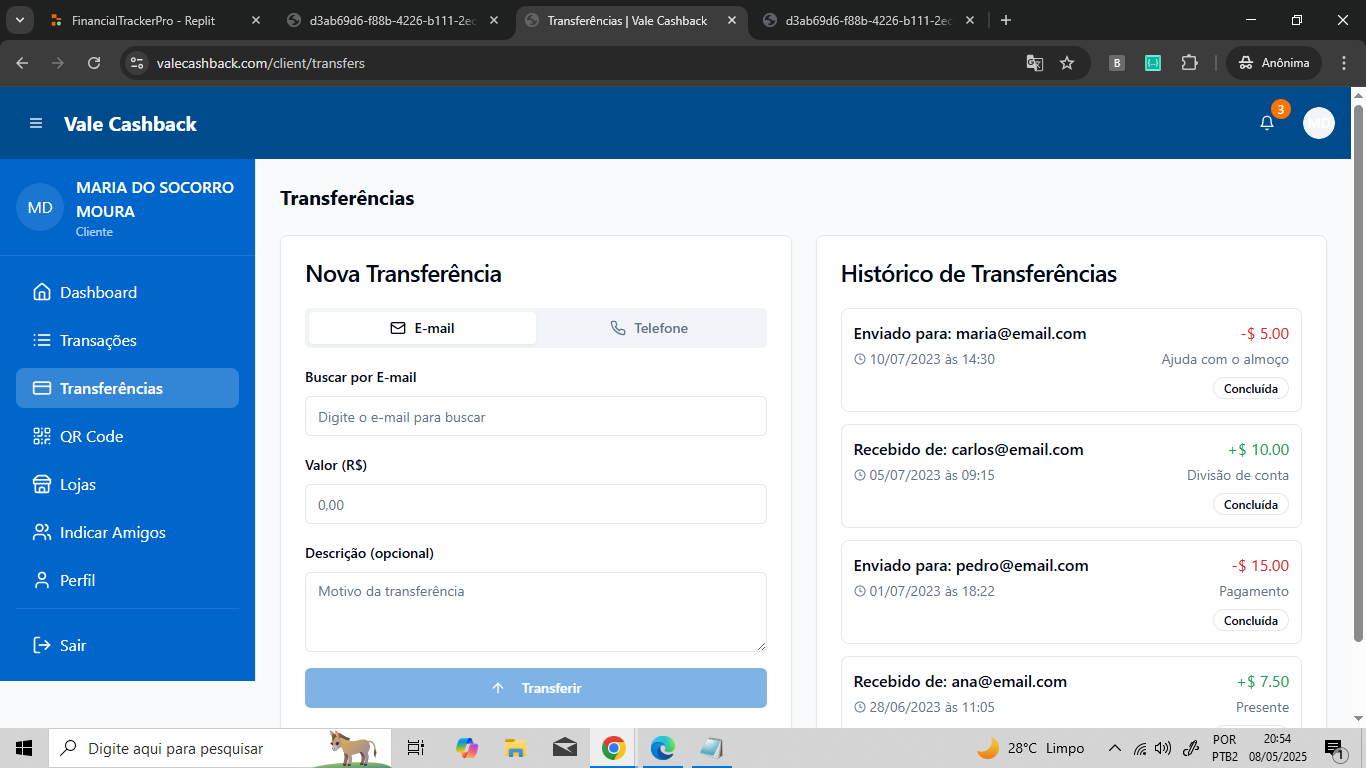 FinancialTrackerPro - Replit
d3ab69d6-f88b-4226-b111-2ec
Transferências | Vale Cashback
d3ab69d6-f88b-4226-b111-2ec
valecashback.com/client/transfers
B
Anônima
Vale Cashback
3
MD
MD
MARIA DO SOCORRO
MOURA
Cliente
Dashboard
Transações
Transferências
QR Code
Lojas
Indicar Amigos
Perfil
Sair
Transferências
Nova Transferência
E-mail
Telefone
Buscar por E-mail
Digite o e-mail para buscar
Valor (R$)
0,00
Descrição (opcional)
Motivo da transferência
Transferir
Histórico de Transferências
Enviado para: maria@email.com
-$ 5.00
10/07/2023 às 14:30
Ajuda com o almoço
Concluída
Recebido de: carlos@email.com
+$ 10.00
05/07/2023 às 09:15
Divisão de conta
Concluída
Enviado para: pedro@email.com
-$ 15.00
01/07/2023 às 18:22
Pagamento
Concluída
Recebido de: ana@email.com
+$ 7.50
28/06/2023 às 11:05
Presente
Digite aqui para pesquisar
28°C Limpo
POR
PTB2
20:54
08/05/2025
1